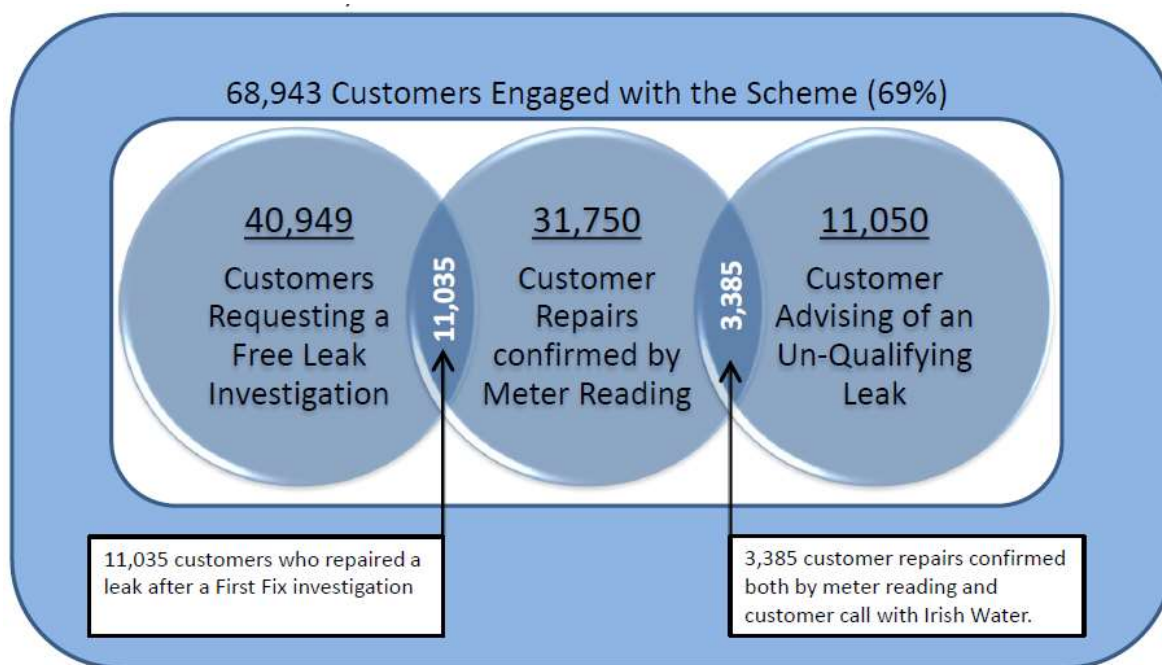 68,943 Customers Engaged with the Scheme (69%)
40,949
Customers
Requesting a
Free Leak
Investigation
11,035
31,750
Customer
Repairs
confirmed by
Meter Reading
3,385
11,050
Customer
Advising of an
Un-Qualifying
Leak
11,035 customers who repaired a
leak after a First Fix investigation
3,385 customer repairs confirmed
both by meter reading and
customer call with Irish Water.